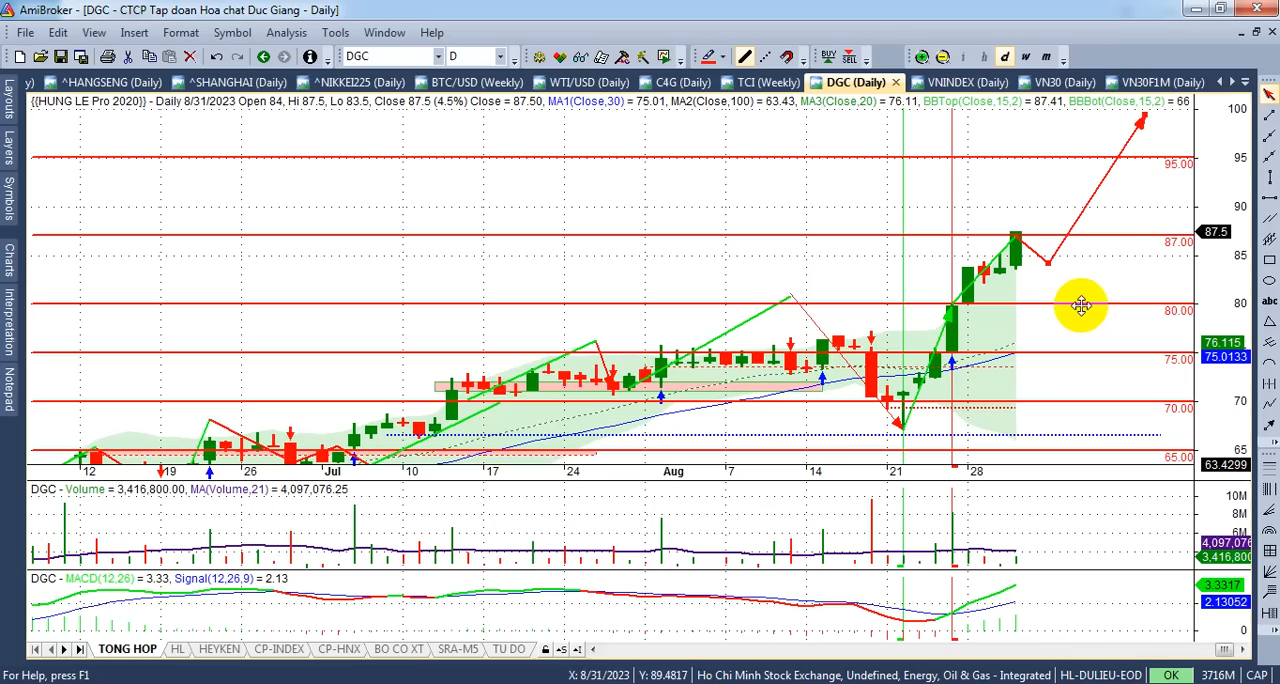 AmiBroker - [DGC - CTCP Tap doan Hoa chat Duc Giang - Daily]
File Edit View Insert Format Symbol Analysis Tools Window Help
DGC D BUY SELL i h d w m
y) ^HANGSENG (Daily) ^SHANGHAI (Daily) ^NIKKEI225 (Daily) BTC/USD (Weekly) WTI/USD (Daily) C4G (Daily) TCI (Weekly) DGC (Daily) VNINDEX (Daily) VN30 (Daily) VN30F1M (Daily)
{{HUNG LE Pro 2020}} - Daily 8/31/2023 Open 84, Hi 87.5, Lo 83.5, Close 87.5 (4.5%) Close = 87.50, MA1(Close,30) = 75.01, MA2(Close,100) = 63.43, MA3(Close,20) = 76.11, BBTop(Close,15,2) = 87.41, BBBot(Close,15,2) = 66
Layouts
Layers
Symbols
Charts
Interpretation
Notepad
abc
100
95
95.00
90
87.5
87.00
85
80
80.00
76.115
75.0133
75.00
70
70.00
65
65.00
63.4299
12 19 26 Jul 10 17 24 Aug 7 14 21 28
DGC - Volume = 3,416,800.00, MA(Volume,21) = 4,097,076.25
10M
8M
6M
4,097,076
3,416,800
DGC - MACD(12,26) = 3.33, Signal(12,26,9) = 2.13
3.3317
2.13052
0
TONG HOP HL HEYKEN CP-INDEX CP-HNX BO CO XT SRA-M5 TU DO
For Help, press F1 X: 8/31/2023 Y: 89.4817 Ho Chi Minh Stock Exchange, Undefined, Energy, Oil & Gas - Integrated HL-DULIEU-EOD OK 3716M CAP